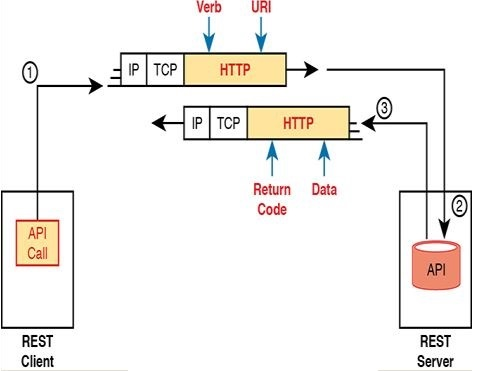 Verb URI
1
IP TCP HTTP
3
IP TCP HTTP
Return Data
Code
2
API
Call
API
REST
Client
REST
Server